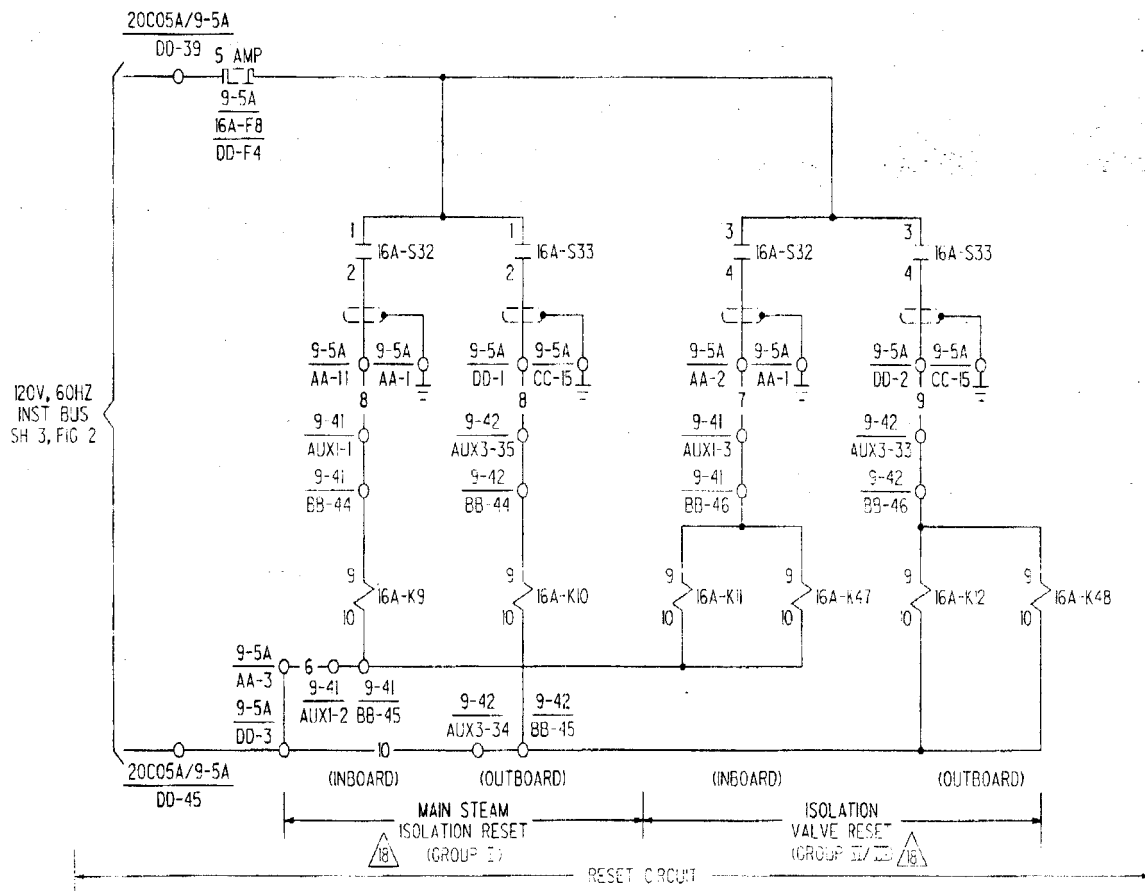 20C05A/9-5A
DD-39
5 AMP
9-5A
16A-F8
DD-F4
1 1 3 3
16A-S32 16A-S33 16A-S32 16A-S33
2 2 4 4
9-5A 9-5A 9-5A 9-5A 9-5A 9-5A 9-5A 9-5A
AA-11 AA-1 DD-1 CC-15 AA-2 AA-1 DD-2 CC-15
120V, 60HZ
INST BUS
SH 3, FIG 2
8 8 7 9
9-41 9-42 9-41 9-42
AUX1-1 AUX3-35 AUX1-3 AUX3-33
9-41 9-42 9-41 9-42
BB-44 BB-44 BB-46 BB-46
9 9 9 9 9 9
16A-K9 16A-K10 16A-K11 16A-K47 16A-K12 16A-K48
10 10 10 10 10 10
9-5A
AA-3
6
9-41 9-41
AUX1-2 BB-45
9-5A
DD-3
9-42 9-42
AUX3-34 BB-45
10
20C05A/9-5A
DD-45
(INBOARD) (OUTBOARD) (INBOARD) (OUTBOARD)
MAIN STEAM
ISOLATION RESET
(GROUP I)
18
ISOLATION
VALVE RESET
(GROUP
18
RESET CIRCUIT